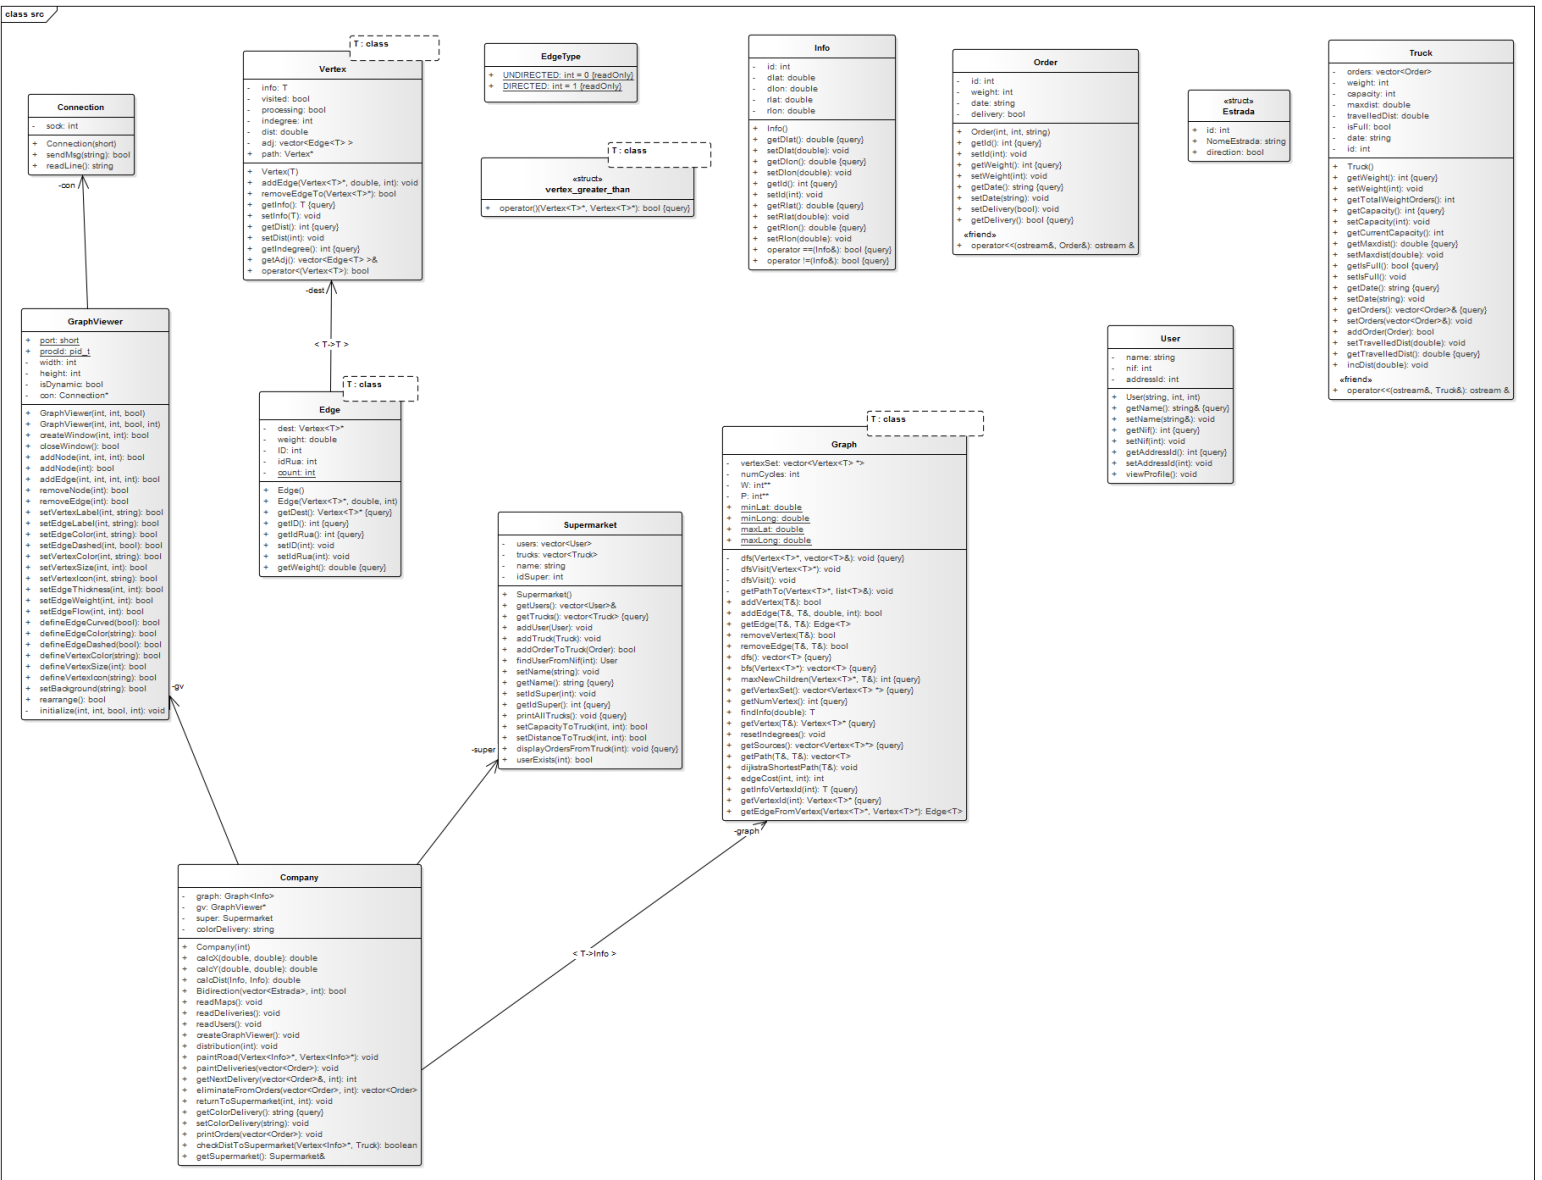 class src
Connection
- sock: int
+ Connection(short)
+ sendMsg(string): bool
+ readLine(): string
-con
T : class
Vertex
- info: T
- visited: bool
- processing: bool
- indegree: int
- dist: double
- adj: vector<Edge<T> >
+ path: Vertex*
+ Vertex(T)
+ addEdge(Vertex<T>*, double, int): void
+ removeEdgeTo(Vertex<T>*): bool
+ getInfo(): T {query}
+ setInfo(T): void
+ getDist(): int {query}
+ setDist(int): void
+ getIndegree(): int {query}
+ getAdj(): vector<Edge<T> >&
+ operator<(Vertex<T>): bool
-dest
< T->T >
EdgeType
+ UNDIRECTED: int = 0 {readOnly}
+ DIRECTED: int = 1 {readOnly}
T : class
«struct»
vertex_greater_than
+ operator()(Vertex<T>*, Vertex<T>*): bool {query}
Info
- id: int
- dlat: double
- dlon: double
- rlat: double
- rlon: double
+ Info()
+ getDlat(): double {query}
+ setDlat(double): void
+ getDlon(): double {query}
+ setDlon(double): void
+ getId(): int {query}
+ setId(int): void
+ getRlat(): double {query}
+ setRlat(double): void
+ getRlon(): double {query}
+ setRlon(double): void
+ operator ==(Info&): bool {query}
+ operator !=(Info&): bool {query}
Order
- id: int
- weight: int
- date: string
- delivery: bool
+ Order(int, int, string)
+ getId(): int {query}
+ setId(int): void
+ getWeight(): int {query}
+ setWeight(int): void
+ getDate(): string {query}
+ setDate(string): void
+ setDelivery(bool): void
+ getDelivery(): bool {query}
«friend»
+ operator<<(ostream&, Order&): ostream &
«struct»
Estrada
+ id: int
+ NomeEstrada: string
+ direction: bool
Truck
- orders: vector<Order>
- weight: int
- capacity: int
- maxdist: double
- travelledDist: double
- isFull: bool
- date: string
- id: int
+ Truck()
+ getWeight(): int {query}
+ setWeight(int): void
+ getTotalWeightOrders(): int
+ getCapacity(): int {query}
+ setCapacity(int): void
+ getCurrentCapacity(): int
+ getMaxdist(): double {query}
+ setMaxdist(double): void
+ getIsFull(): bool {query}
+ setIsFull(): void
+ getDate(): string {query}
+ setDate(string): void
+ getOrders(): vector<Order>& {query}
+ setOrders(vector<Order>&): void
+ addOrder(Order): bool
+ setTravelledDist(double): void
+ getTravelledDist(): double {query}
+ incDist(double): void
«friend»
+ operator<<(ostream&, Truck&): ostream &
GraphViewer
+ port: short
+ procId: pid_t
- width: int
- height: int
- isDynamic: bool
- con: Connection*
+ GraphViewer(int, int, bool)
+ GraphViewer(int, int, bool, int)
+ createWindow(int, int): bool
+ closeWindow(): bool
+ addNode(int, int, int): bool
+ addNode(int): bool
+ addEdge(int, int, int, int): bool
+ removeNode(int): bool
+ removeEdge(int): bool
+ setVertexLabel(int, string): bool
+ setEdgeLabel(int, string): bool
+ setEdgeColor(int, string): bool
+ setEdgeDashed(int, bool): bool
+ setVertexColor(int, string): bool
+ setVertexSize(int, int): bool
+ setVertexIcon(int, string): bool
+ setEdgeThickness(int, int): bool
+ setEdgeWeight(int, int): bool
+ setEdgeFlow(int, int): bool
+ defineEdgeCurved(bool): bool
+ defineEdgeColor(string): bool
+ defineEdgeDashed(bool): bool
+ defineVertexColor(string): bool
+ defineVertexSize(int): bool
+ defineVertexIcon(string): bool
+ setBackground(string): bool
+ rearrange(): bool
- initialize(int, int, bool, int): void
-gv
T : class
Edge
- dest: Vertex<T>*
- weight: double
- ID: int
- idRua: int
- count: int
+ Edge()
+ Edge(Vertex<T>*, double, int)
+ getDest(): Vertex<T>* {query}
+ getID(): int {query}
+ getIdRua(): int {query}
+ setID(int): void
+ setIdRua(int): void
+ getWeight(): double {query}
User
- name: string
- nif: int
- addressId: int
+ User(string, int, int)
+ getName(): string& {query}
+ setName(string&): void
+ getNif(): int {query}
+ setNif(int): void
+ getAddressId(): int {query}
+ setAddressId(int): void
+ viewProfile(): void
T : class
Graph
- vertexSet: vector<Vertex<T> *>
- numCycles: int
- W: int**
- P: int**
+ minLat: double
+ minLong: double
+ maxLat: double
+ maxLong: double
- dfs(Vertex<T>*, vector<T>&): void {query}
- dfsVisit(Vertex<T>*): void
- dfsVisit(): void
- getPathTo(Vertex<T>*, list<T>&): void
+ addVertex(T&): bool
+ addEdge(T&, T&, double, int): bool
+ getEdge(T&, T&): Edge<T>
+ removeVertex(T&): bool
+ removeEdge(T&, T&): bool
+ dfs(): vector<T> {query}
+ bfs(Vertex<T>*): vector<T> {query}
+ maxNewChildren(Vertex<T>*, T&): int {query}
+ getVertexSet(): vector<Vertex<T> *> {query}
+ getNumVertex(): int {query}
+ findInfo(double): T
+ getVertex(T&): Vertex<T>* {query}
+ resetIndegrees(): void
+ getSources(): vector<Vertex<T>*> {query}
+ getPath(T&, T&): vector<T>
+ dijkstraShortestPath(T&): void
+ edgeCost(int, int): int
+ getInfoVertexId(int): T {query}
+ getVertexId(int): Vertex<T>* {query}
+ getEdgeFromVertex(Vertex<T>*, Vertex<T>*): Edge<T>
-graph
Supermarket
- users: vector<User>
- trucks: vector<Truck>
- name: string
- idSuper: int
+ Supermarket()
+ getUsers(): vector<User>&
+ getTrucks(): vector<Truck> {query}
+ addUser(User): void
+ addTruck(Truck): void
+ addOrderToTruck(Order): bool
+ findUserFromNif(int): User
+ setName(string): void
+ getName(): string {query}
+ setIdSuper(int): void
+ getIdSuper(): int {query}
+ printAllTrucks(): void {query}
+ setCapacityToTruck(int, int): bool
+ setDistanceToTruck(int, int): bool
+ displayOrdersFromTruck(int): void {query}
+ userExists(int): bool
-super
< T->Info >
Company
- graph: Graph<Info>
- gv: GraphViewer*
- super: Supermarket
- colorDelivery: string
+ Company(int)
+ calcX(double, double): double
+ calcY(double, double): double
+ calcDist(Info, Info): double
+ Bidirection(vector<Estrada>, int): bool
+ readMaps(): void
+ readDeliveries(): void
+ readUsers(): void
+ createGraphViewer(): void
+ distribution(int): void
+ paintRoad(Vertex<Info>*, Vertex<Info>*): void
+ paintDeliveries(vector<Order>): void
+ getNextDelivery(vector<Order>&, int): int
+ eliminateFromOrders(vector<Order>, int): vector<Order>
+ returnToSupermarket(int, int): void
+ getColorDelivery(): string {query}
+ setColorDelivery(string): void
+ printOrders(vector<Order>): void
+ checkDistToSupermarket(Vertex<Info>*, Truck): boolean
+ getSupermarket(): Supermarket&